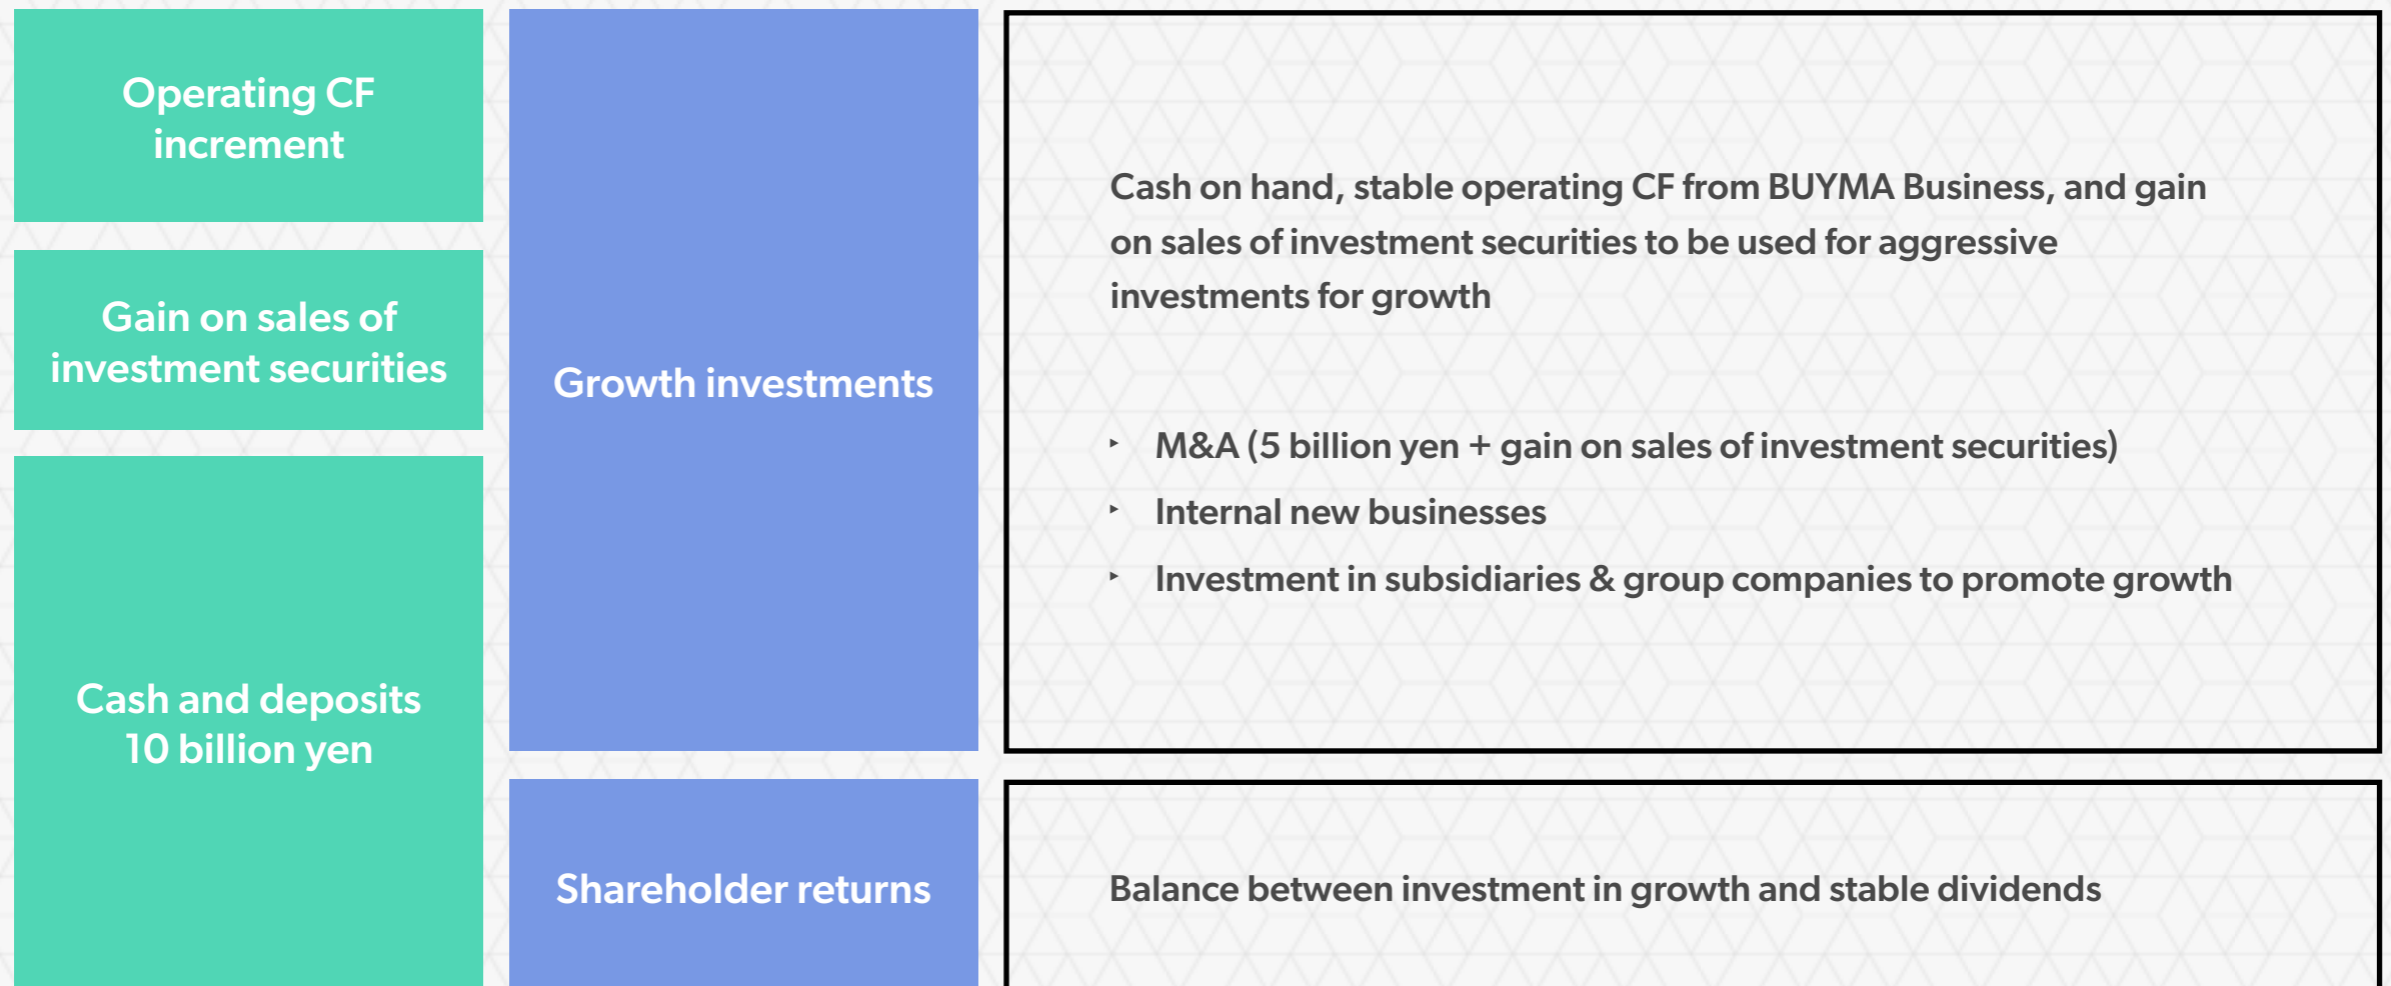 Operating CF
increment
Gain on sales of
investment securities
Cash and deposits
10 billion yen
Growth investments
Shareholder returns
Cash on hand, stable operating CF from BUYMA Business, and gain
on sales of investment securities to be used for aggressive
investments for growth
‣ M&A (5 billion yen + gain on sales of investment securities)
‣ Internal new businesses
‣ Investment in subsidiaries & group companies to promote growth
Balance between investment in growth and stable dividends